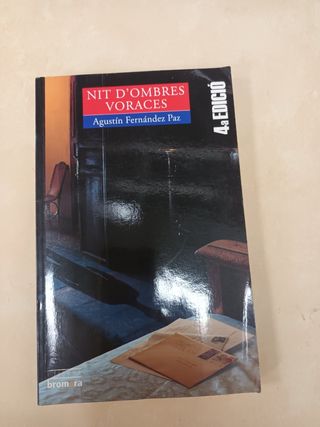 NIT D'OMBRES
VORACES
Agustín Fernández Paz
4a EDICIÓ
bromera